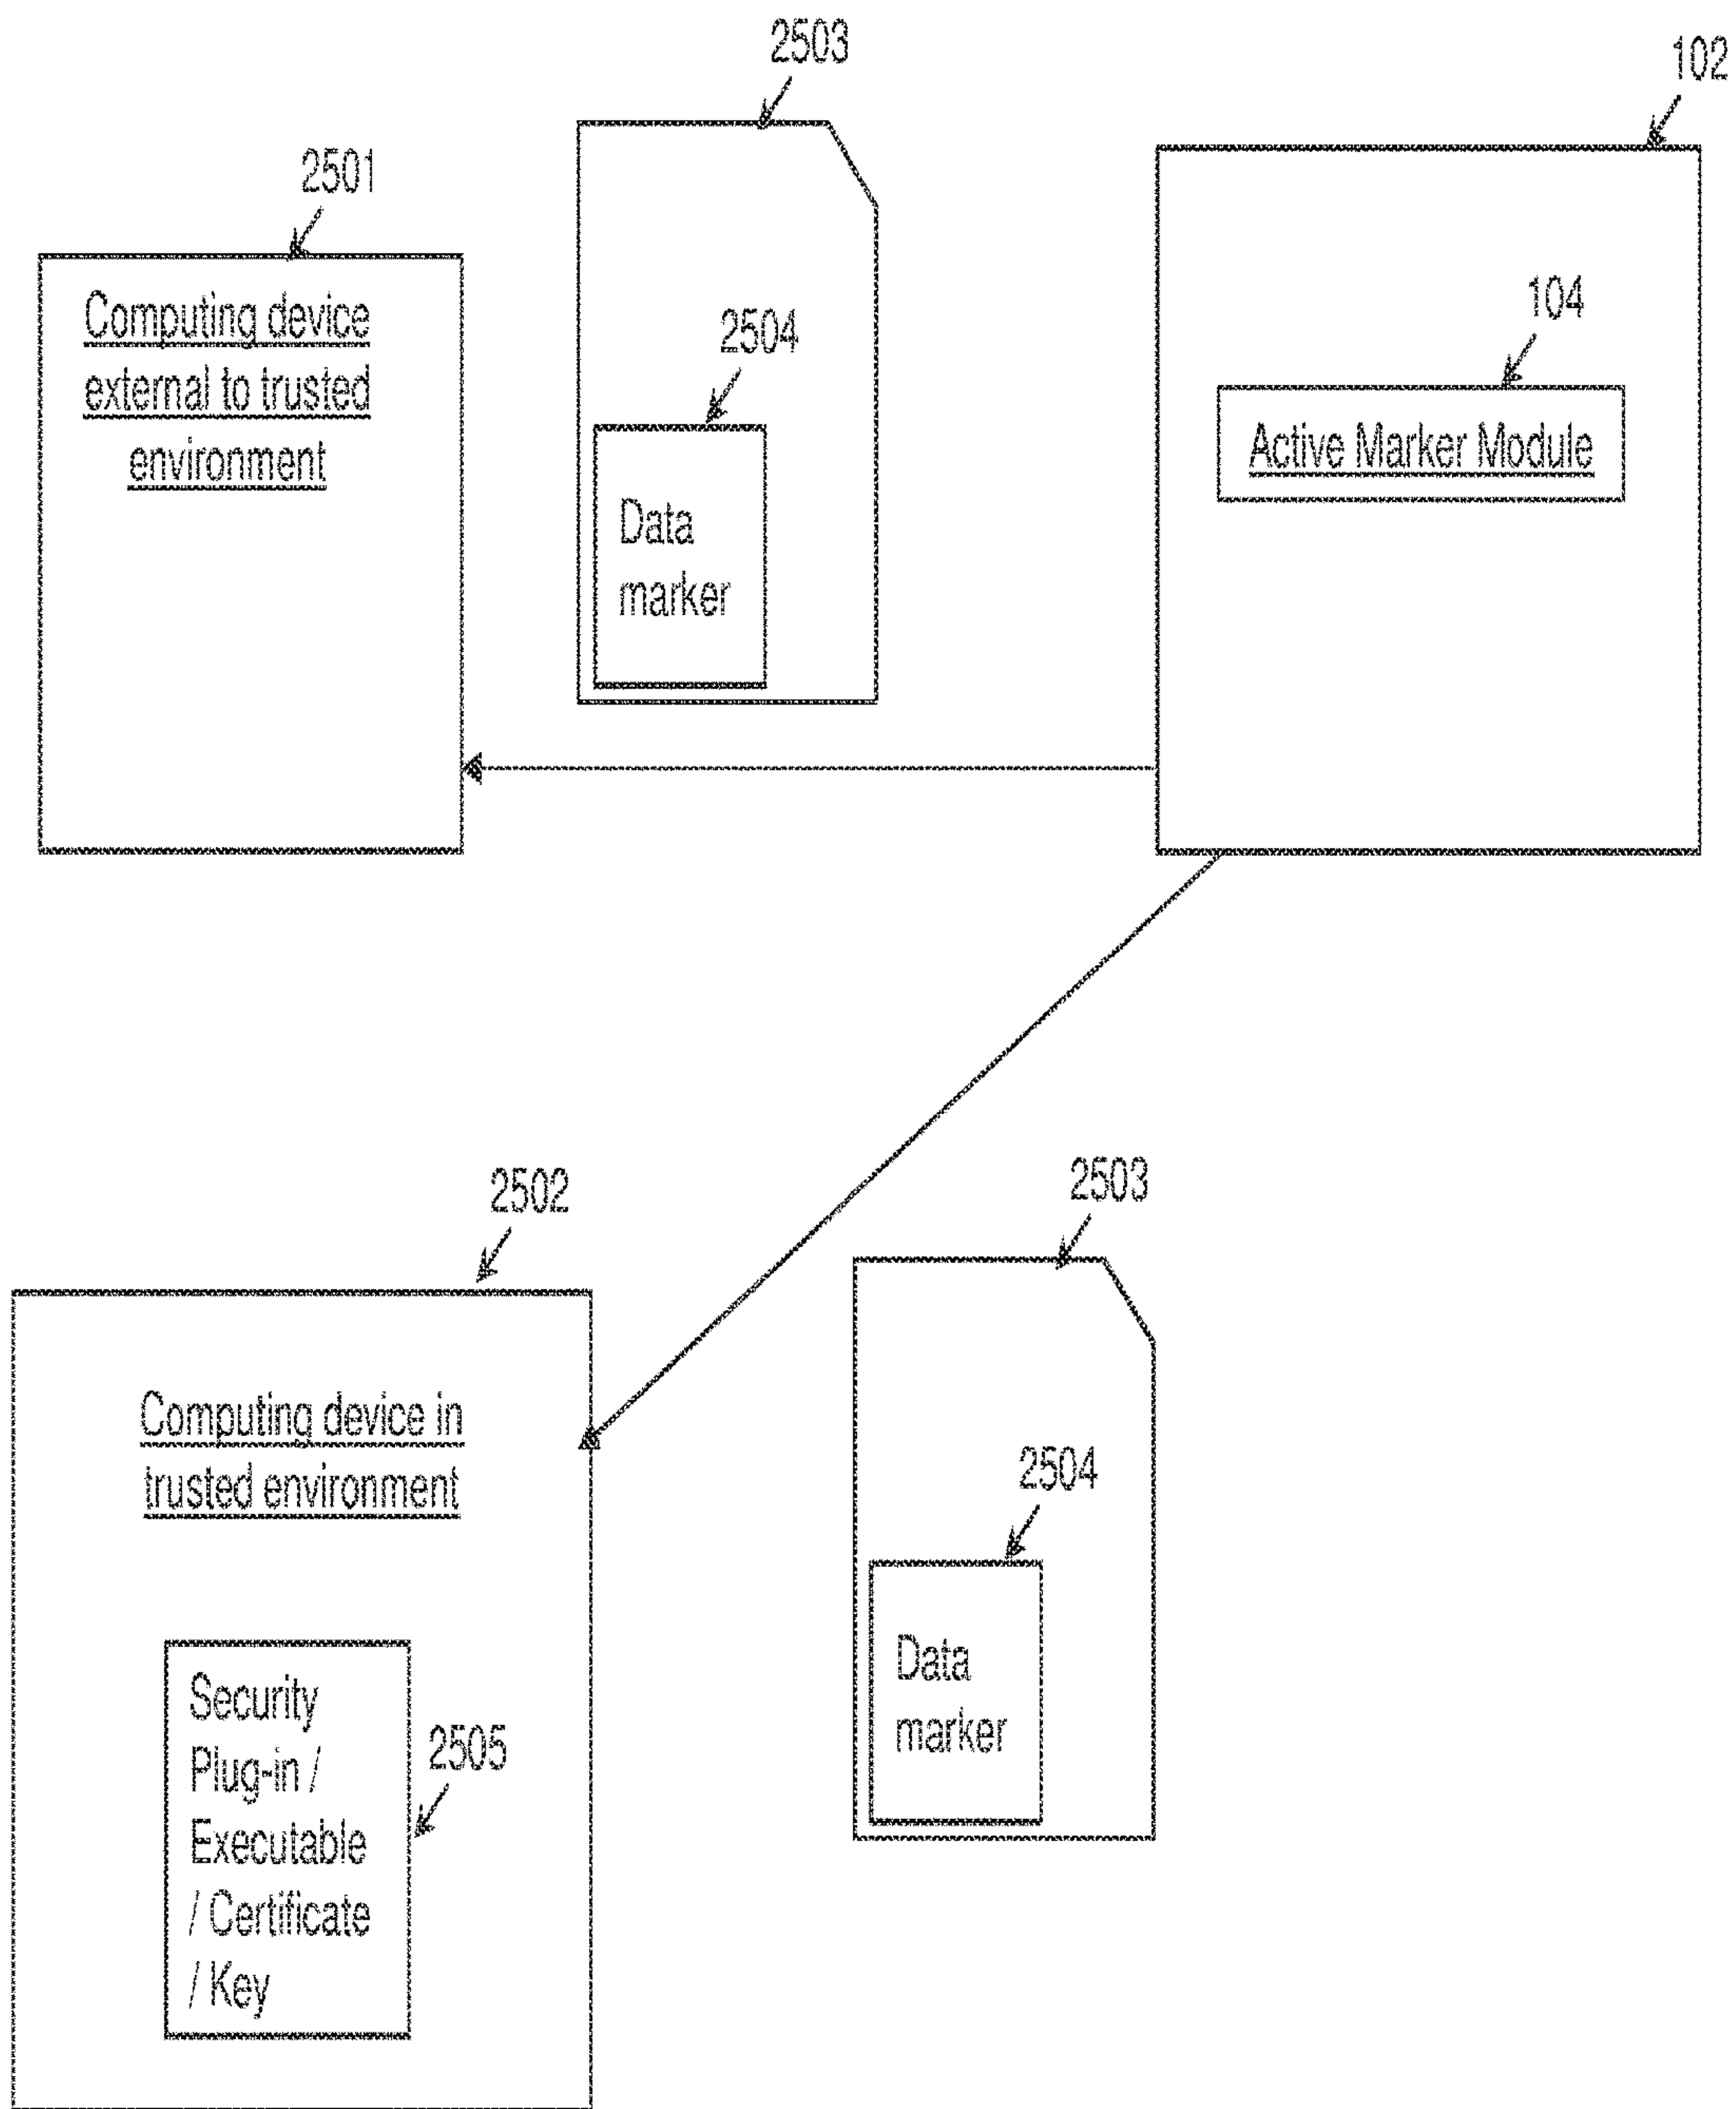 2503
102
2501
Computing device
external to trusted
environment
2504
Data
marker
104
Active Marker Module
2502
2503
Computing device in
trusted environment
2504
Data
marker
Security
Plug-in /
Executable
/ Certificate
/ Key
2505